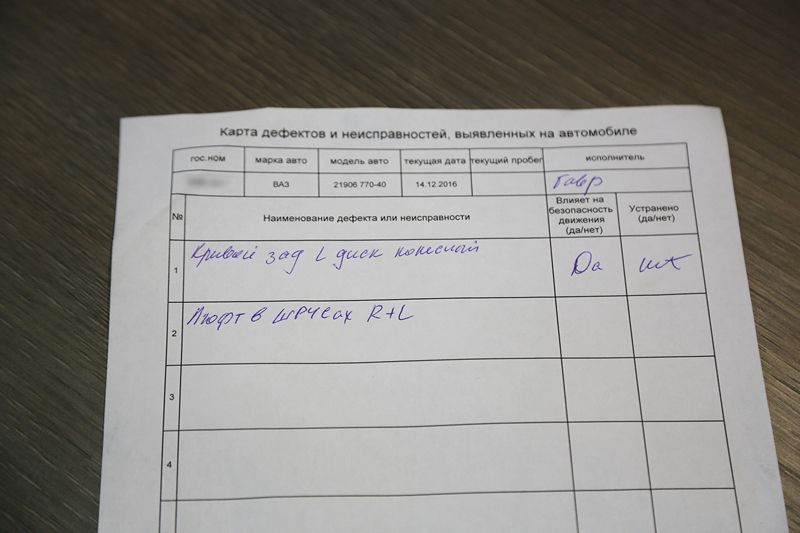 Карта дефектов и неисправностей, выявленных на автомобиле
гос.ном марка авто модель авто текущая дата текущий пробег исполнитель
ВАЗ 21906 770-40 14.12.2016
№ Наименование дефекта или неисправности Влияет на безопасность движения (да/нет) Устранено (да/нет)
1 Кривой зад L диск колесный Да нет
2 Люфт в шрусах R+L
3
4